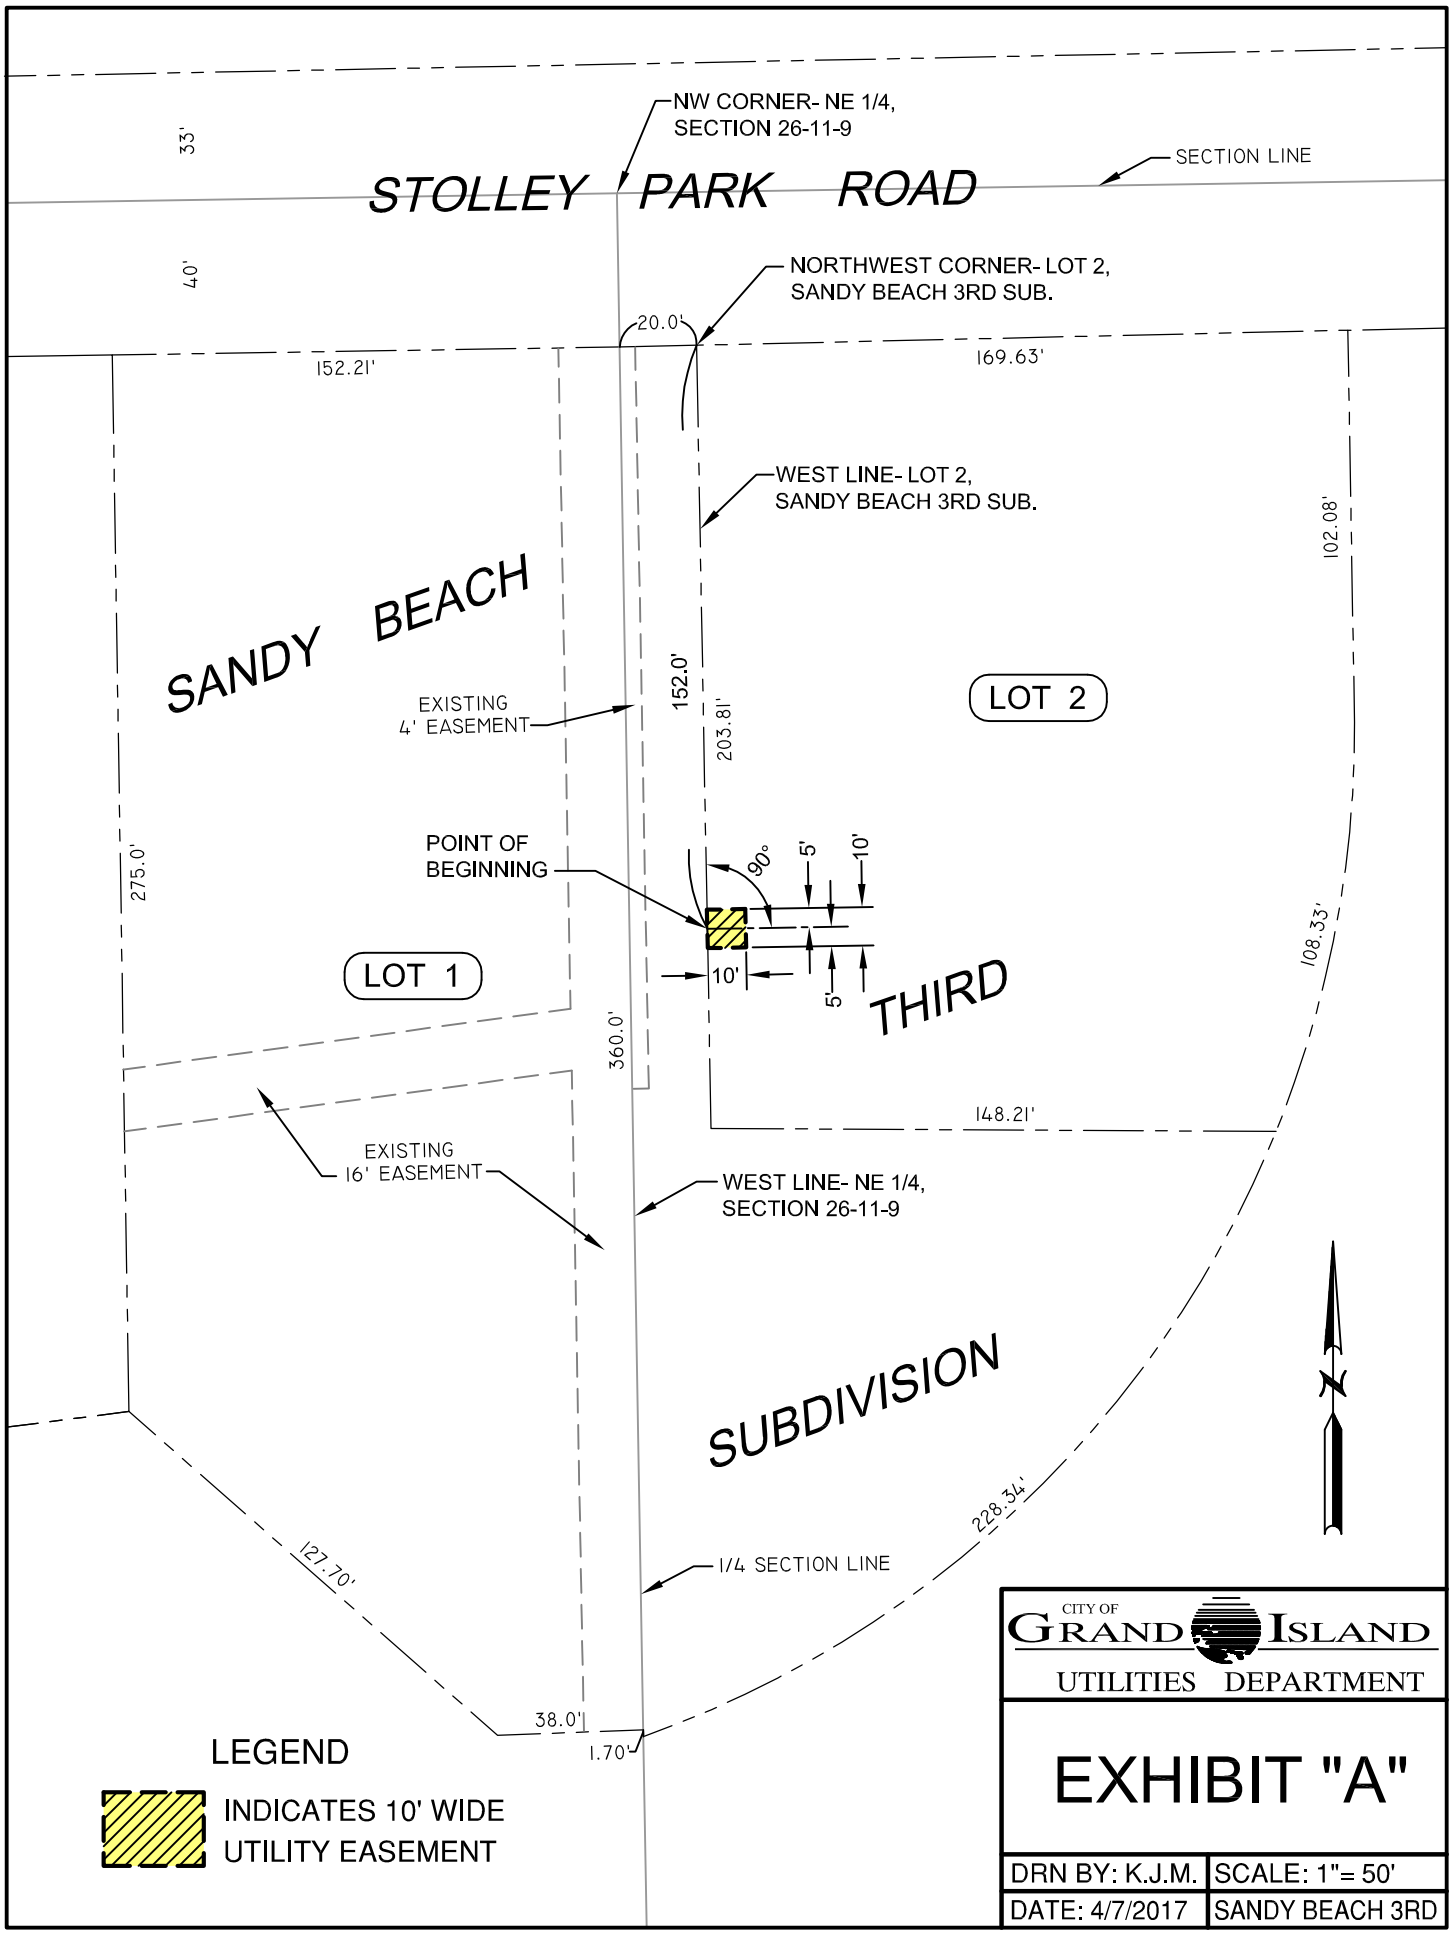 NW CORNER- NE 1/4,
SECTION 26-11-9
33'
SECTION LINE
STOLLEY PARK ROAD
40'
NORTHWEST CORNER- LOT 2,
SANDY BEACH 3RD SUB.
20.0'
152.21'
169.63'
WEST LINE- LOT 2,
SANDY BEACH 3RD SUB.
102.08'
SANDY BEACH
152.0'
LOT 2
EXISTING
4' EASEMENT
203.81'
POINT OF
BEGINNING
90°
5'
10'
275.0'
108.33'
LOT 1
10'
5'
THIRD
360.0'
148.21'
EXISTING
16' EASEMENT
WEST LINE- NE 1/4,
SECTION 26-11-9
N
SUBDIVISION
228.34'
127.70'
1/4 SECTION LINE
38.0'
1.70'
LEGEND
INDICATES 10' WIDE
UTILITY EASEMENT
CITY OF
GRAND ISLAND
UTILITIES DEPARTMENT
EXHIBIT "A"
DRN BY: K.J.M.
SCALE: 1"= 50'
DATE: 4/7/2017
SANDY BEACH 3RD